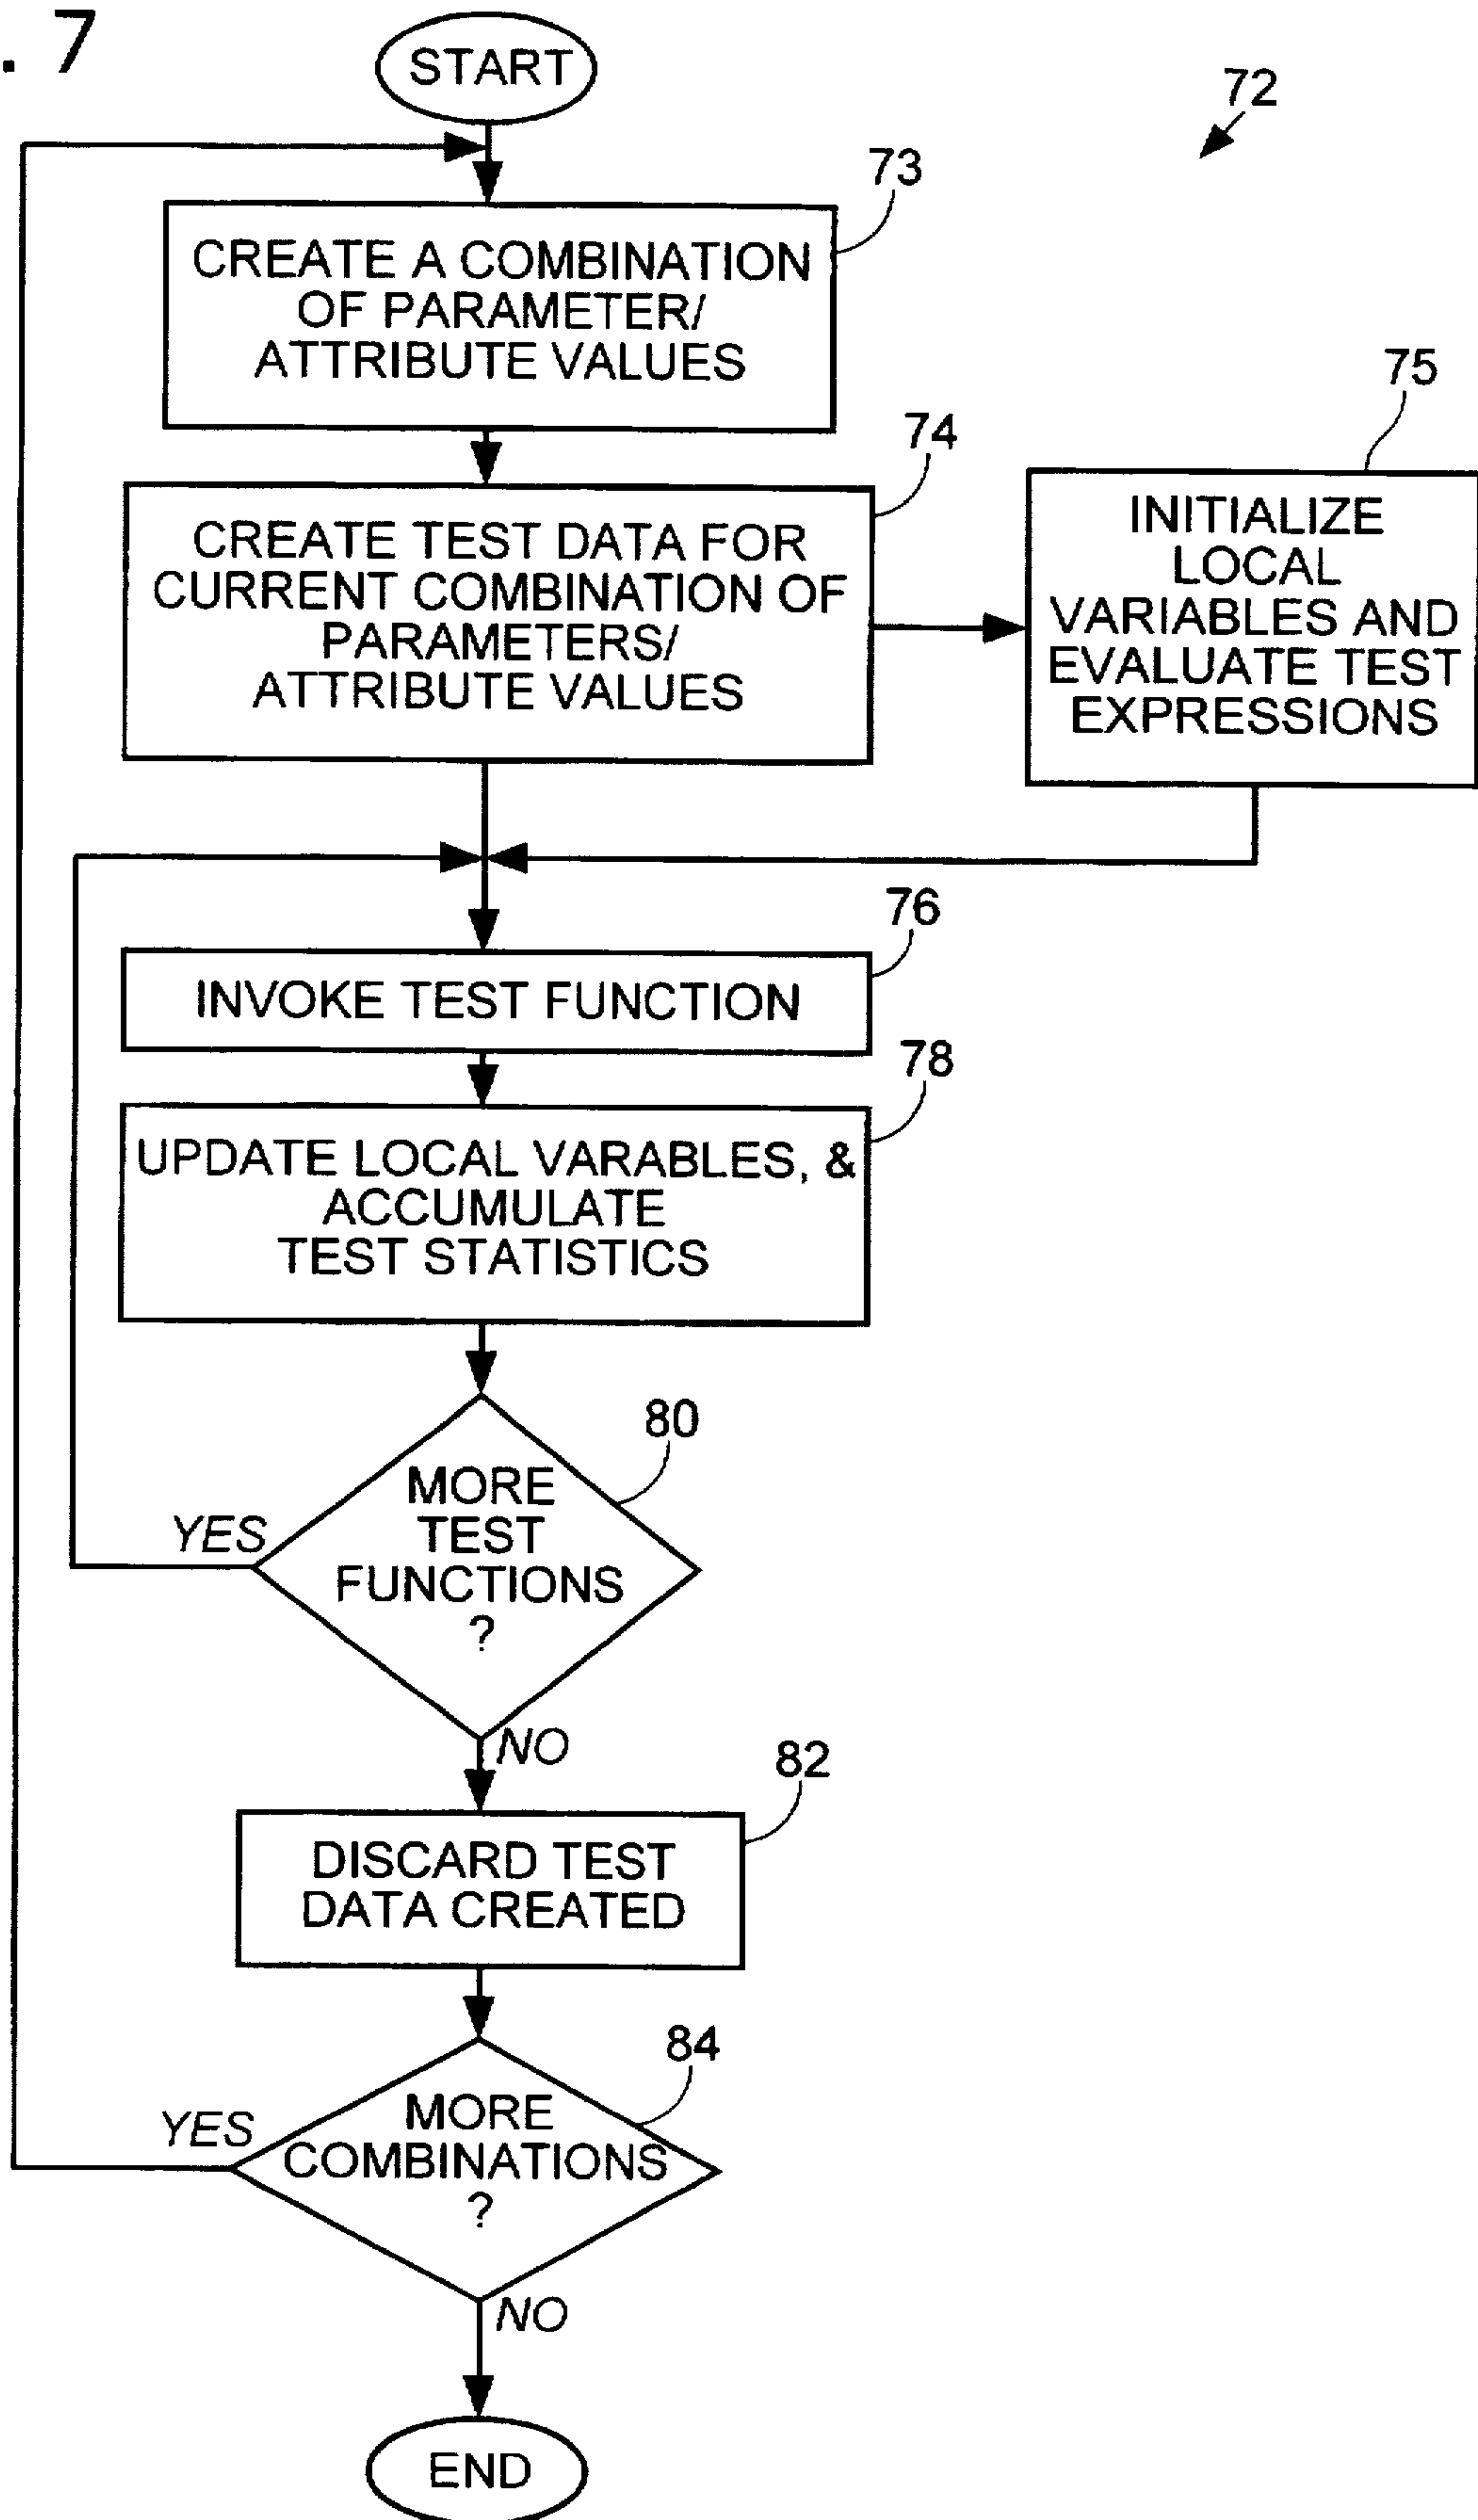 . 7
START
72
73
CREATE A COMBINATION
OF PARAMETER/
ATTRIBUTE VALUES
74
CREATE TEST DATA FOR
CURRENT COMBINATION OF
PARAMETERS/
ATTRIBUTE VALUES
75
INITIALIZE
LOCAL
VARIABLES AND
EVALUATE TEST
EXPRESSIONS
76
INVOKE TEST FUNCTION
78
UPDATE LOCAL VARABLES, &
ACCUMULATE
TEST STATISTICS
80
MORE
TEST
FUNCTIONS
?
YES
NO
82
DISCARD TEST
DATA CREATED
84
MORE
COMBINATIONS
?
YES
NO
END